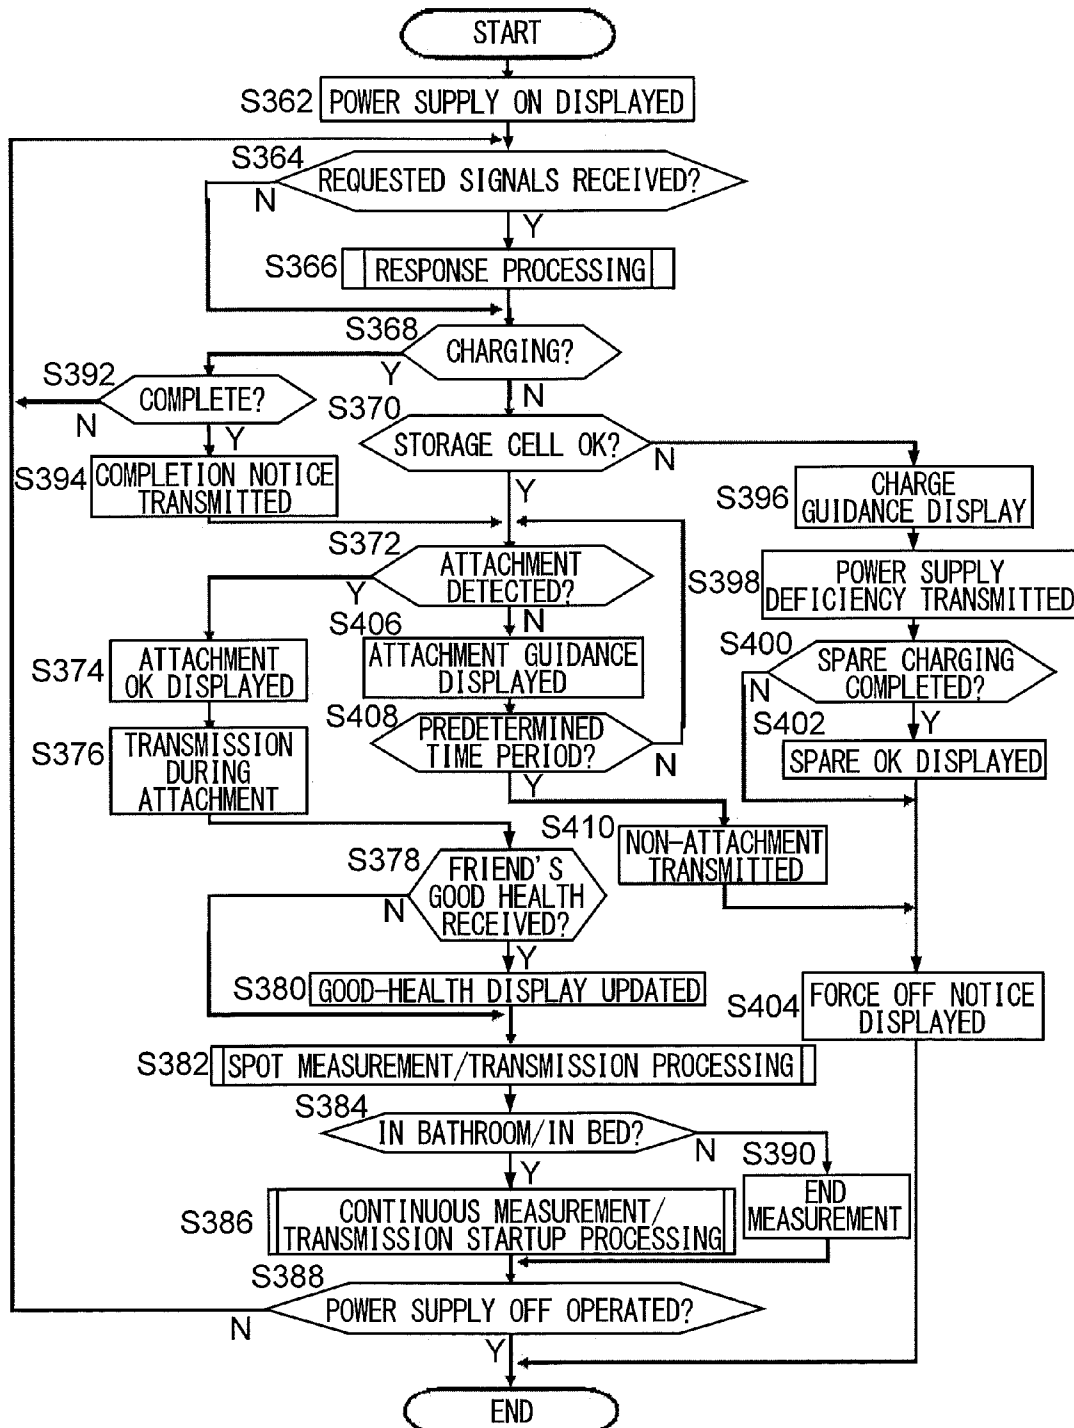 START
S362
POWER SUPPLY ON DISPLAYED
S364
REQUESTED SIGNALS RECEIVED?
N
Y
S366
RESPONSE PROCESSING
S368
CHARGING?
Y
N
S392
COMPLETE?
N
Y
S370
STORAGE CELL OK?
N
Y
S394
COMPLETION NOTICE
TRANSMITTED
S396
CHARGE
GUIDANCE DISPLAY
S372
ATTACHMENT
DETECTED?
Y
N
S398
POWER SUPPLY
DEFICIENCY TRANSMITTED
S406
ATTACHMENT GUIDANCE
DISPLAYED
S400
SPARE CHARGING
COMPLETED?
N
Y
S374
ATTACHMENT
OK DISPLAYED
S408
PREDETERMINED
TIME PERIOD?
N
Y
S402
SPARE OK DISPLAYED
S376
TRANSMISSION
DURING
ATTACHMENT
S410
NON-ATTACHMENT
TRANSMITTED
S378
FRIEND'S
GOOD HEALTH
RECEIVED?
N
Y
S380
GOOD-HEALTH DISPLAY UPDATED
S404
FORCE OFF NOTICE
DISPLAYED
S382
SPOT MEASUREMENT/TRANSMISSION PROCESSING
S384
IN BATHROOM/IN BED?
N
Y
S390
END
MEASUREMENT
S386
CONTINUOUS MEASUREMENT/
TRANSMISSION STARTUP PROCESSING
S388
POWER SUPPLY OFF OPERATED?
N
Y
END